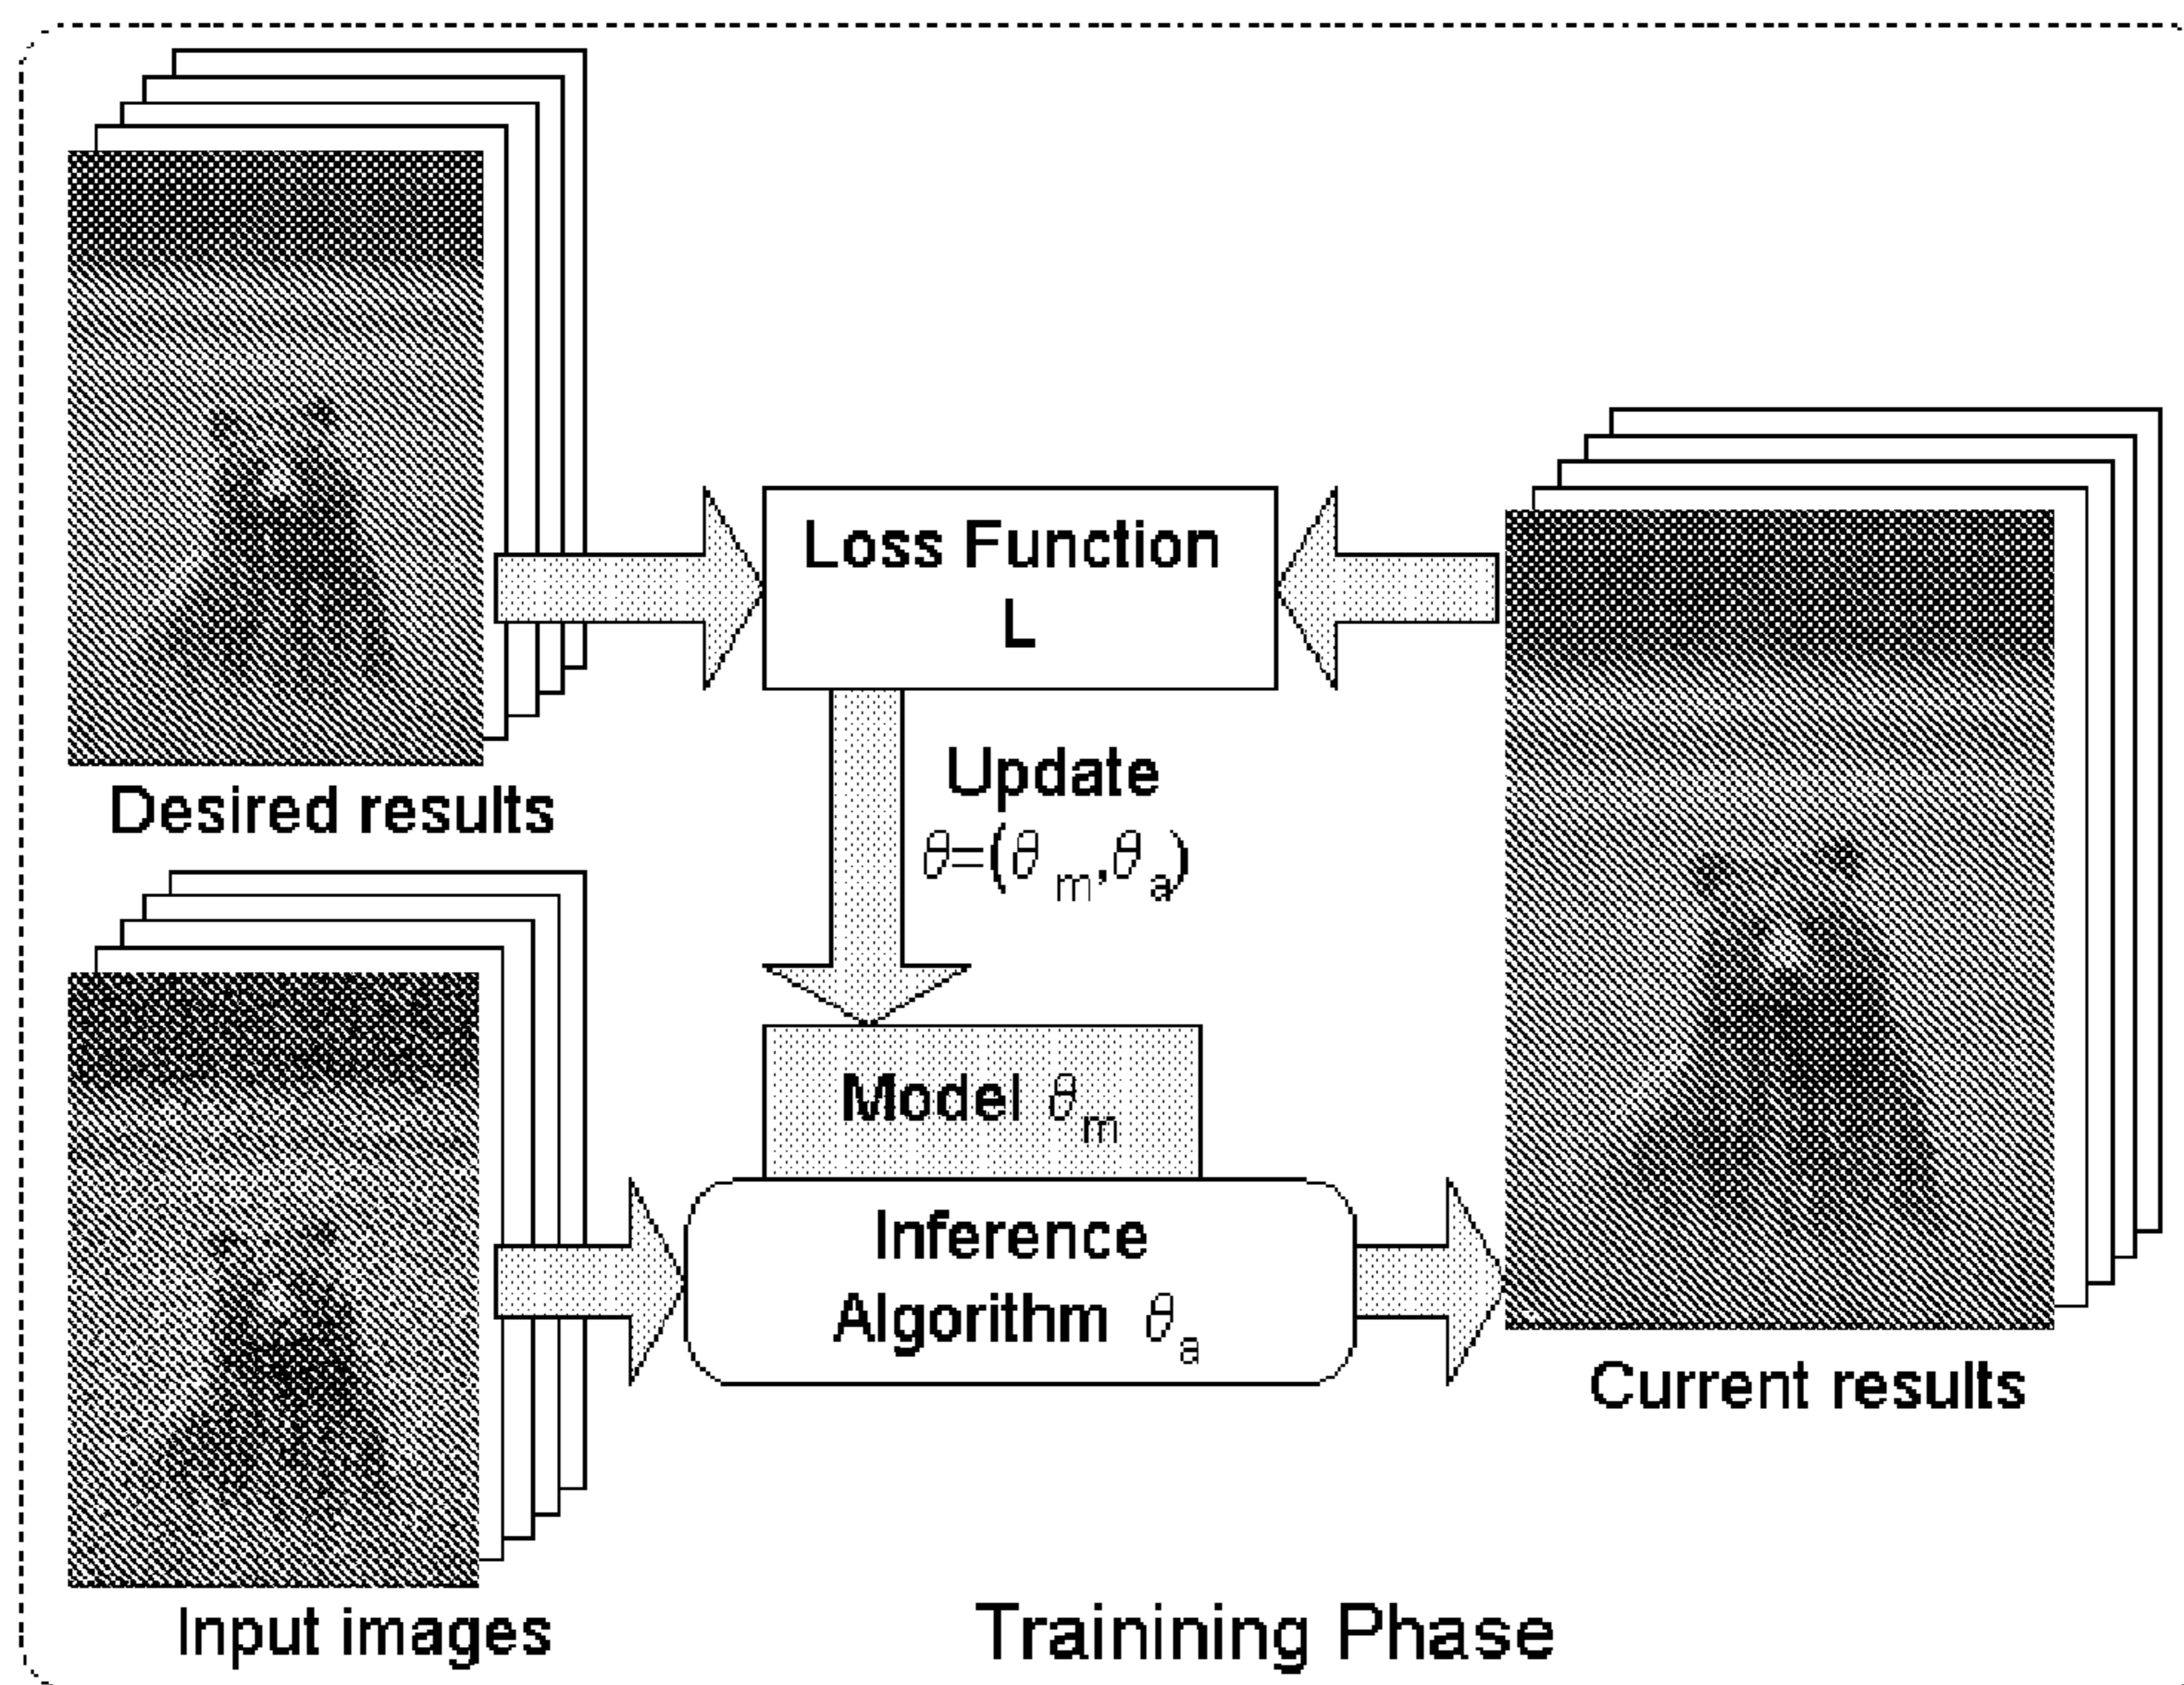 Loss Function
L
Desired results
Update
θ=(θm,θa)
Model θm
Inference
Algorithm θa
Current results
Input images
Trainining Phase